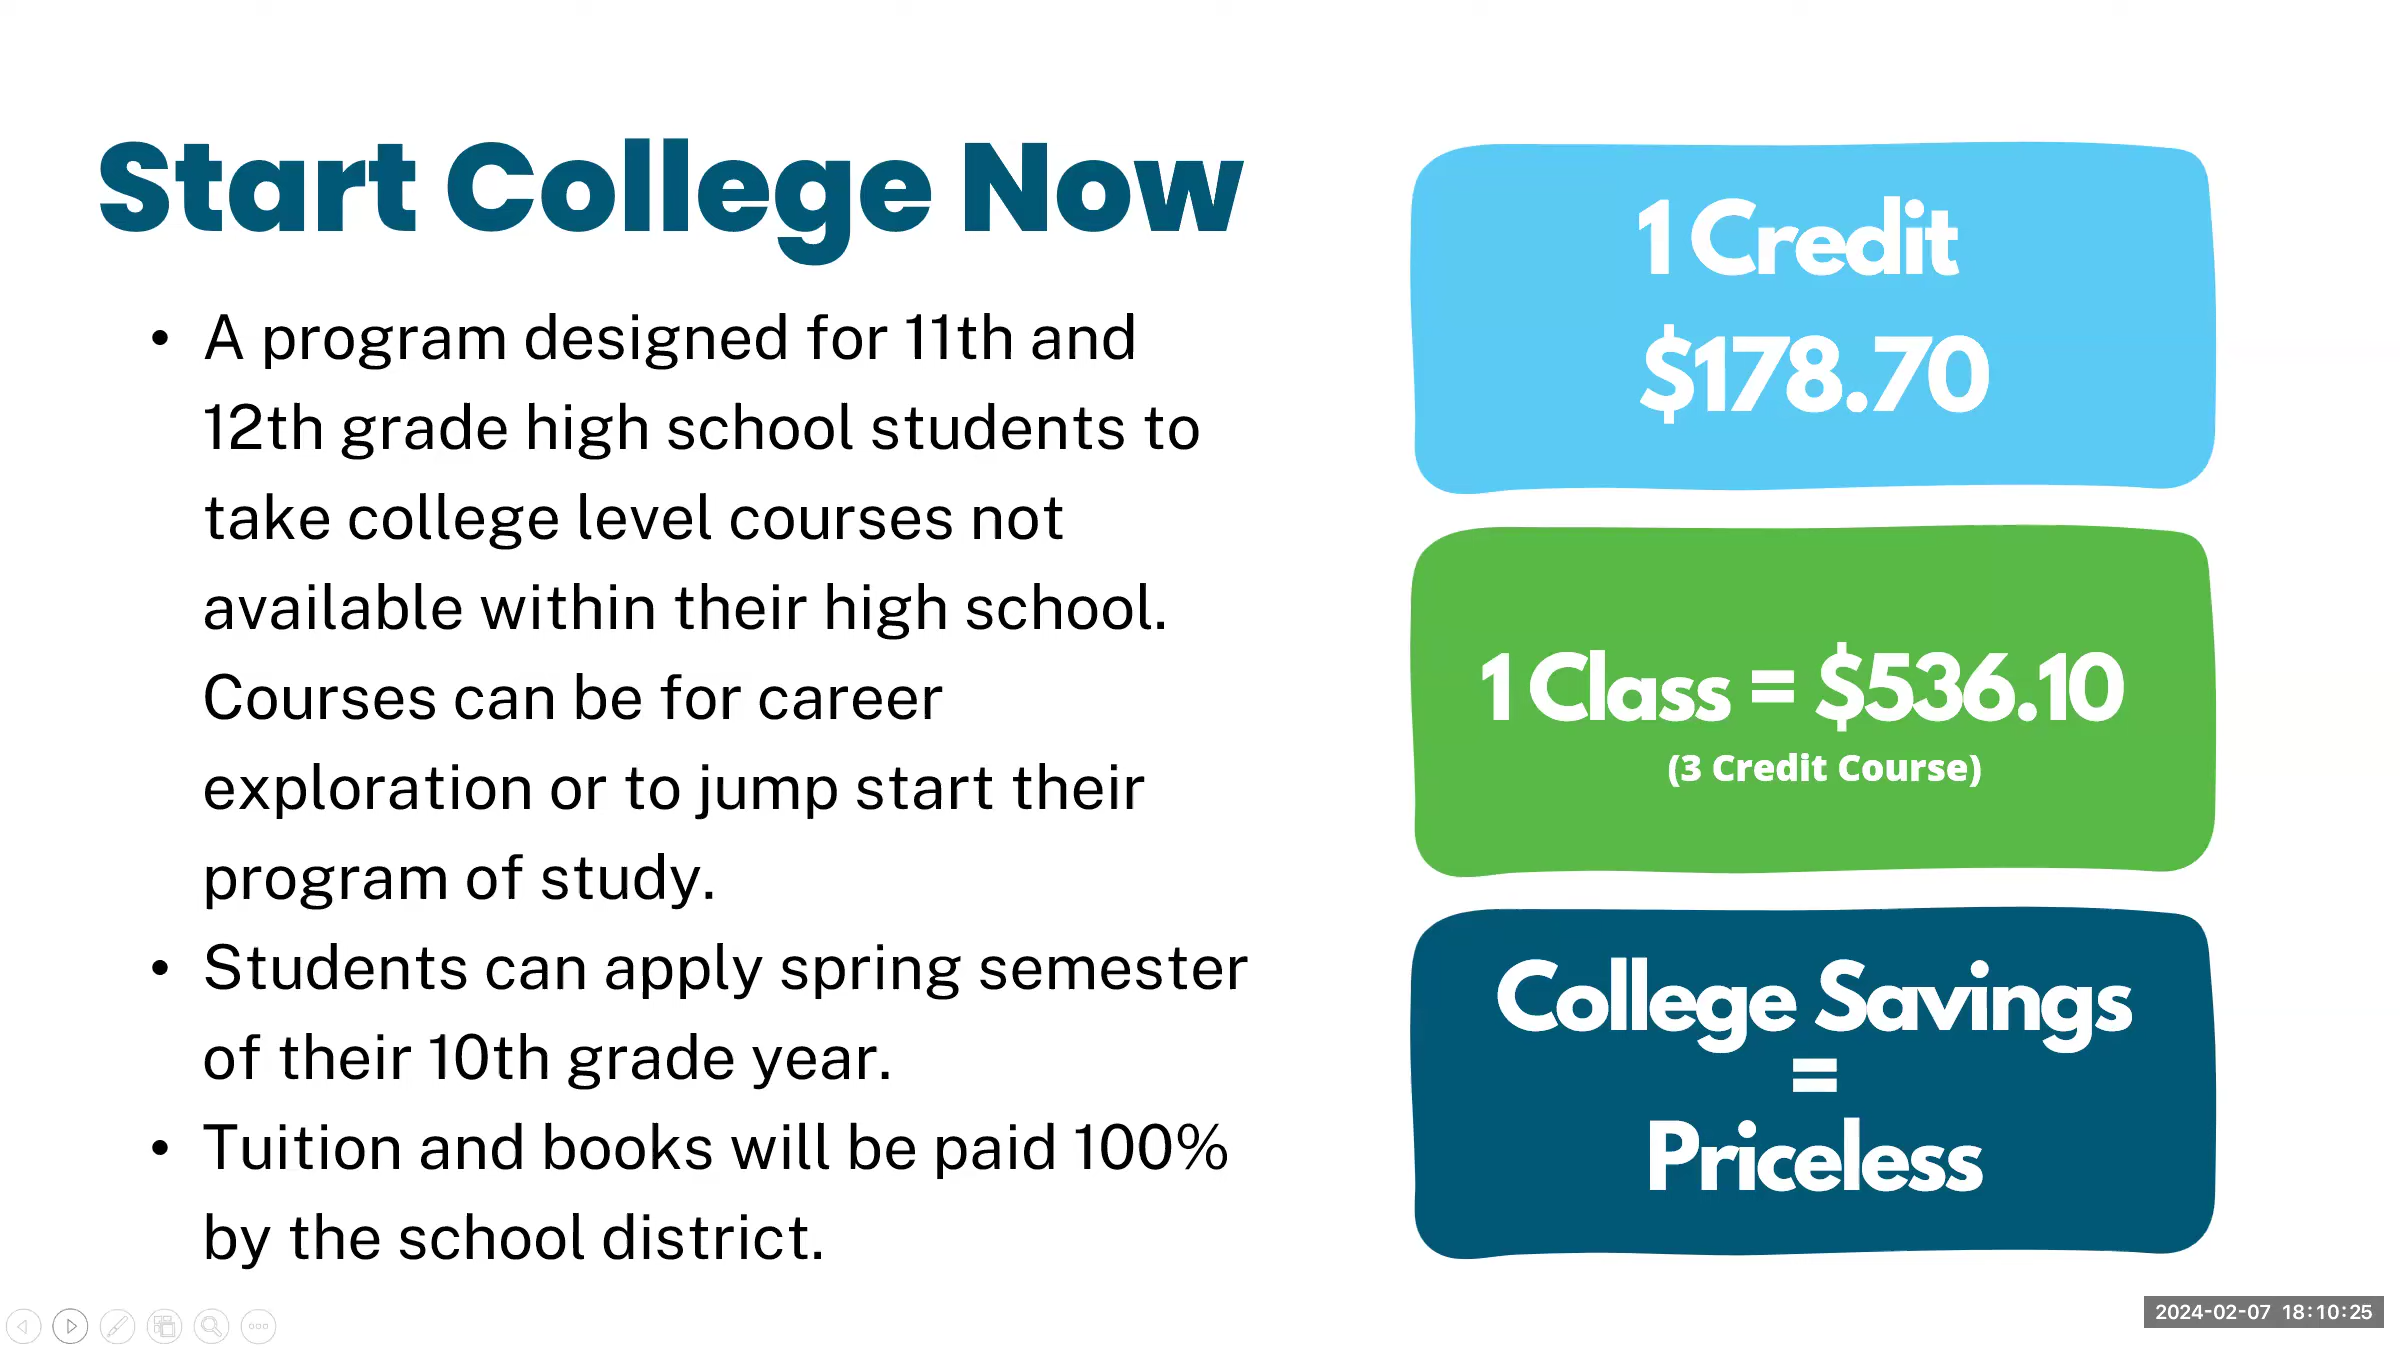 Start College Now
• A program designed for 11th and
12th grade high school students to
take college level courses not
available within their high school.
Courses can be for career
exploration or to jump start their
program of study.
• Students can apply spring semester
of their 10th grade year.
• Tuition and books will be paid 100%
by the school district.
1 Credit
$178.70
1 Class = $536.10
(3 Credit Course)
College Savings
=
Priceless
2024-02-07 18:10:25